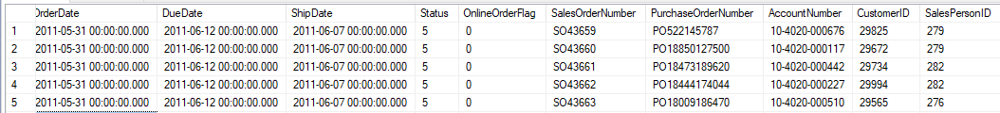 OrderDate DueDate ShipDate Status OnlineOrderFlag SalesOrderNumber PurchaseOrderNumber AccountNumber CustomerID SalesPersonID
1 2011-05-31 00:00:00.000 2011-06-12 00:00:00.000 2011-06-07 00:00:00.000 5 0 SO43659 PO522145787 10-4020-000676 29825 279
2 2011-05-31 00:00:00.000 2011-06-12 00:00:00.000 2011-06-07 00:00:00.000 5 0 SO43660 PO18850127500 10-4020-000117 29672 279
3 2011-05-31 00:00:00.000 2011-06-12 00:00:00.000 2011-06-07 00:00:00.000 5 0 SO43661 PO18473189620 10-4020-000442 29734 282
4 2011-05-31 00:00:00.000 2011-06-12 00:00:00.000 2011-06-07 00:00:00.000 5 0 SO43662 PO18444174044 10-4020-000227 29994 282
5 2011-05-31 00:00:00.000 2011-06-12 00:00:00.000 2011-06-07 00:00:00.000 5 0 SO43663 PO18009186470 10-4020-000510 29565 276